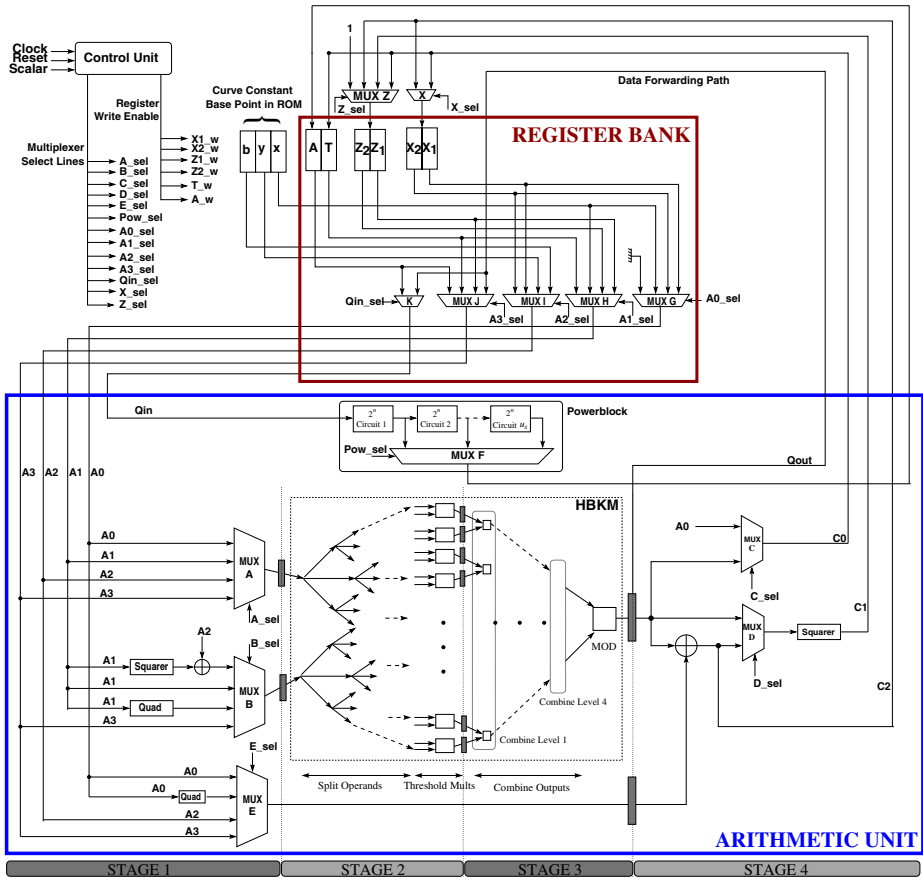 Clock
Reset
Scalar
Control Unit
Register
Write Enable
Multiplexer
Select Lines
A_sel
B_sel
C_sel
D_sel
E_sel
Pow_sel
A0_sel
A1_sel
A2_sel
A3_sel
Qin_sel
X_sel
Z_sel
X1_w
X2_w
Z1_w
Z2_w
T_w
A_w
Curve Constant
Base Point in ROM
b y x
1
MUX Z
Z_sel
X
X_sel
Data Forwarding Path
REGISTER BANK
A T
Z2 Z1
X2 X1
Qin_sel
K
MUX J
MUX I
MUX H
MUX G
A0_sel
A3_sel
A2_sel
A1_sel
Qin
2^n
Circuit 1
2^n
Circuit 2
2^n
Circuit u_s
Powerblock
Pow_sel
MUX F
Qout
A3
A2
A1
A0
HBKM
A0
A1
A2
A3
MUX
A
A_sel
A2
B_sel
A1
Squarer
A1
A1
Quad
A3
MUX
B
E_sel
A0
A0
Quad
A2
A3
MUX
E
MOD
Combine Level 4
Combine Level 1
Split Operands
Threshold Mults
Combine Outputs
A0
MUX
C
C_sel
C0
MUX
D
D_sel
Squarer
C1
C2
ARITHMETIC UNIT
STAGE 1
STAGE 2
STAGE 3
STAGE 4